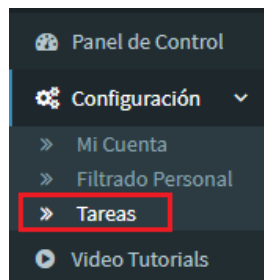 Panel de Control
Configuración
Mi Cuenta
Filtrado Personal
Tareas
Video Tutorials